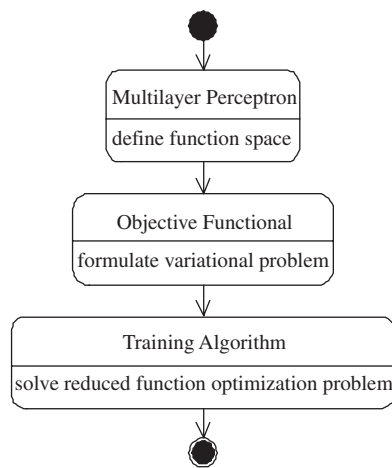 Multilayer Perceptron
define function space
Objective Functional
formulate variational problem
Training Algorithm
solve reduced function optimization problem